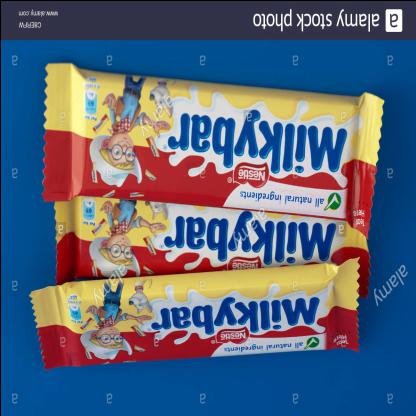 all natural ingredients
Nestlé
Milkybar
all natural ingredients
Nestlé
Milkybar
all natural ingredients
Nestlé
Milkybar
a alamy stock photo
C6EFPW
www.alamy.com